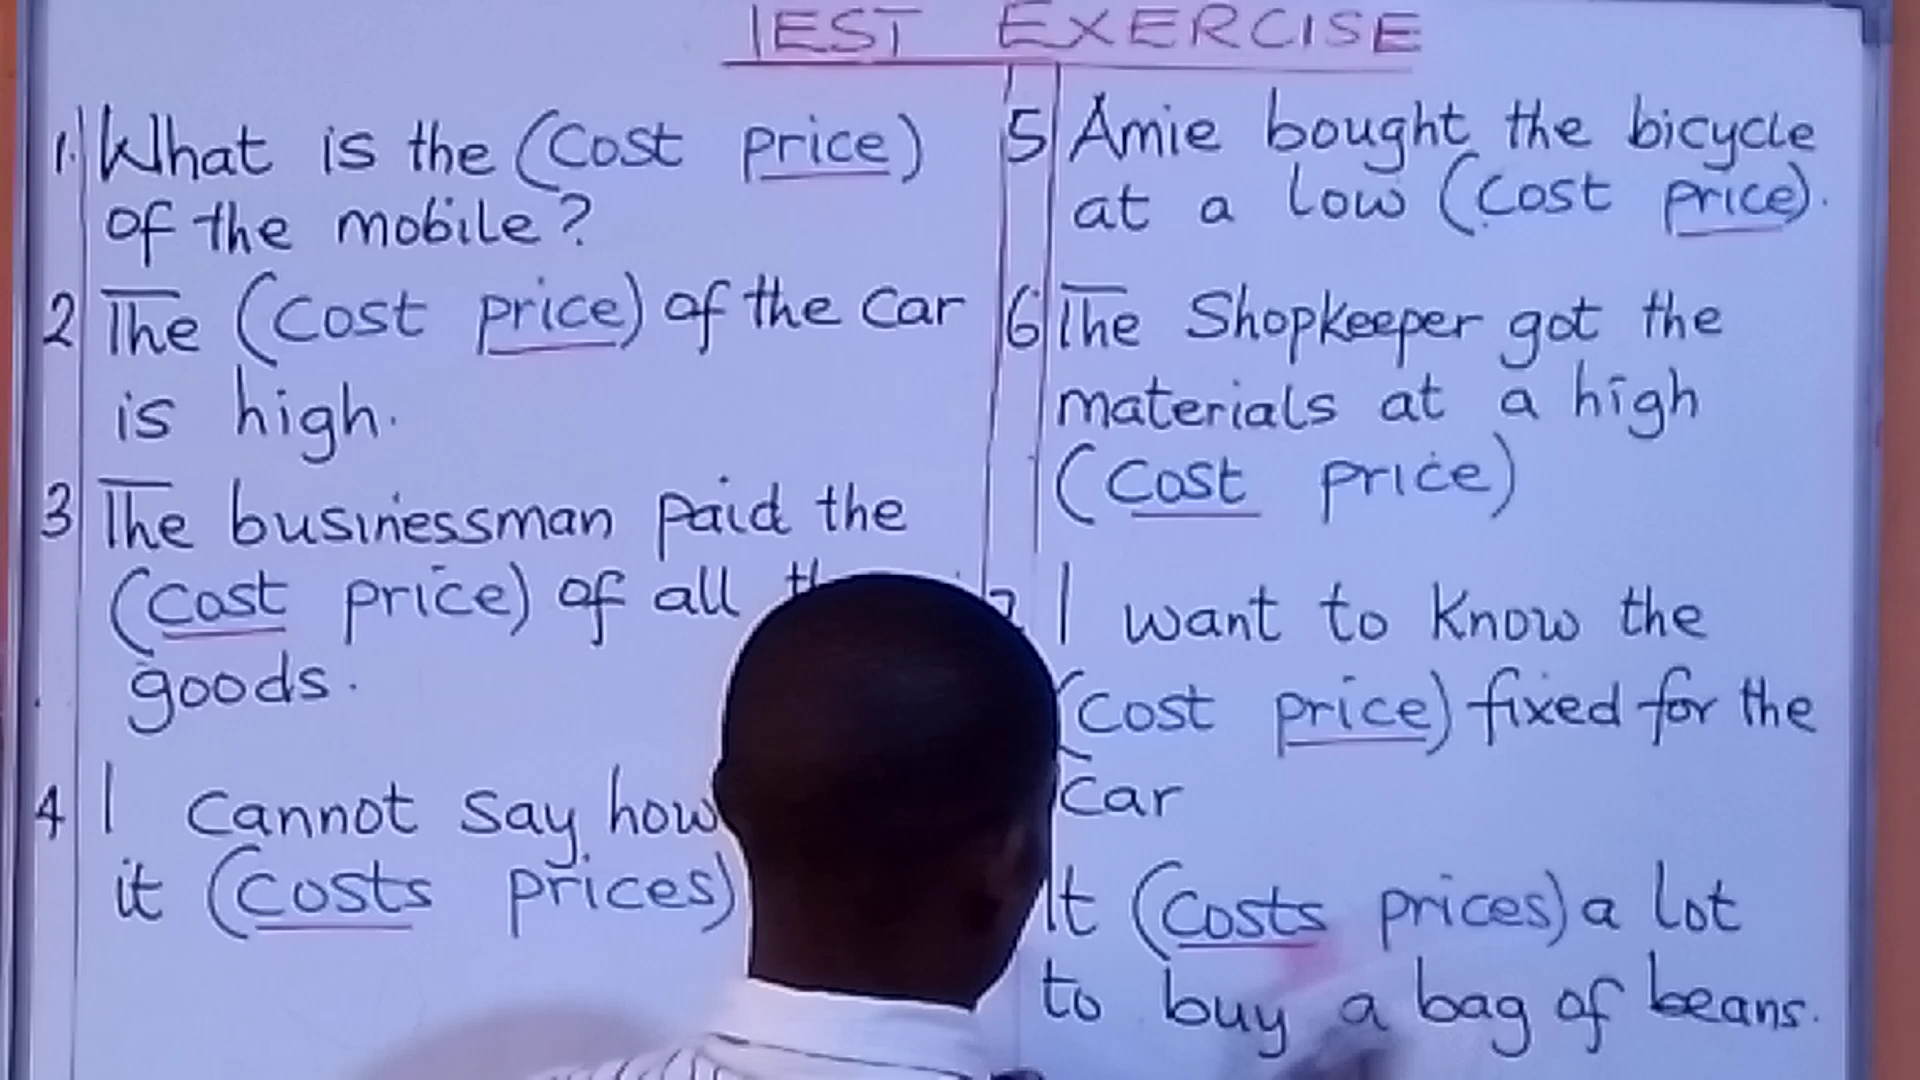 TEST EXERCISE
1. What is the (Cost price)
of the mobile?
2 The (Cost price) of the car
is high.
3 The businessman paid the
(Cost price) of all
goods.
4 I cannot say how
it (Costs prices)
5 Amie bought the bicycle
at a low (Cost price).
6 The Shopkeeper got the
materials at a high
(Cost price)
7 I want to know the
(Cost price) fixed for the
car
It (Costs prices) a lot
to buy a bag of beans.